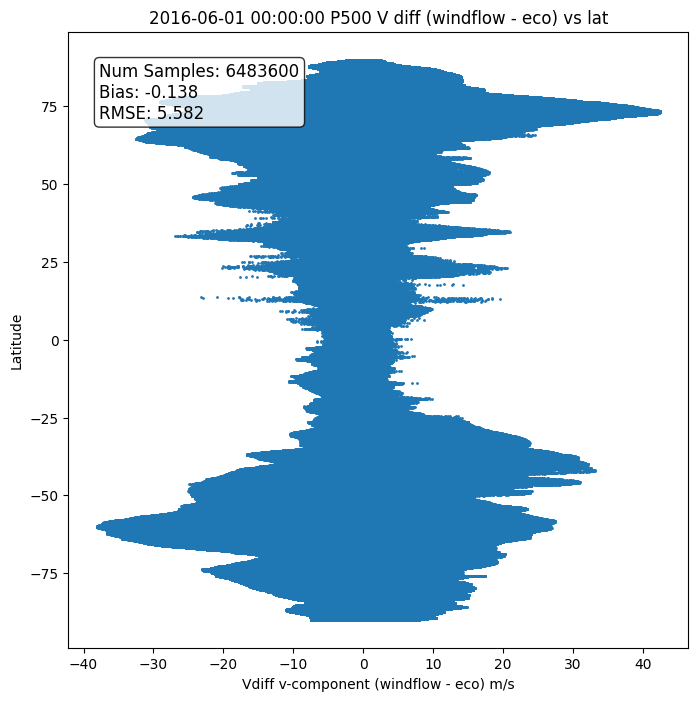 2016-06-01 00:00:00 P500 V diff (windflow - eco) vs lat
Num Samples: 6483600
Bias: -0.138
RMSE: 5.582
75
50
25
0
−25
−50
−75
Latitude
−40 −30 −20 −10 0 10 20 30 40
Vdiff v-component (windflow - eco) m/s